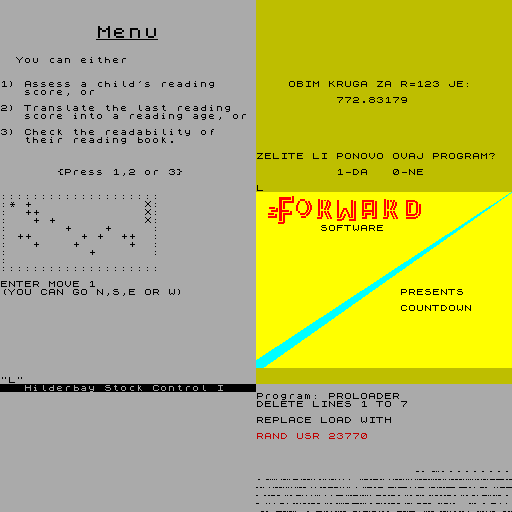 Menu
You can either
1) Assess a child's reading
score, or
2) Translate the last reading
score into a reading age, or
3) Check the readability of
their reading book.
{Press 1,2 or 3}
OBIM KRUGA ZA R=123 JE:
772.83179
ZELITE LI PONOVO OVAJ PROGRAM?
1-DA 0-NE
L
: : : : : : : : : : : : : : : : : : : :
: * + X :
: + + X :
: + + X :
: + + :
: + + + + + + :
: + + + :
: + :
: : : : : : : : : : : : : : : : : : : :
ENTER MOVE 1
(YOU CAN GO N,S,E OR W)
"L"
FORWARD
SOFTWARE
PRESENTS
COUNTDOWN
Hilderbay Stock Control I
Program: PROLOADER
DELETE LINES 1 TO 7
REPLACE LOAD WITH
RAND USR 23770